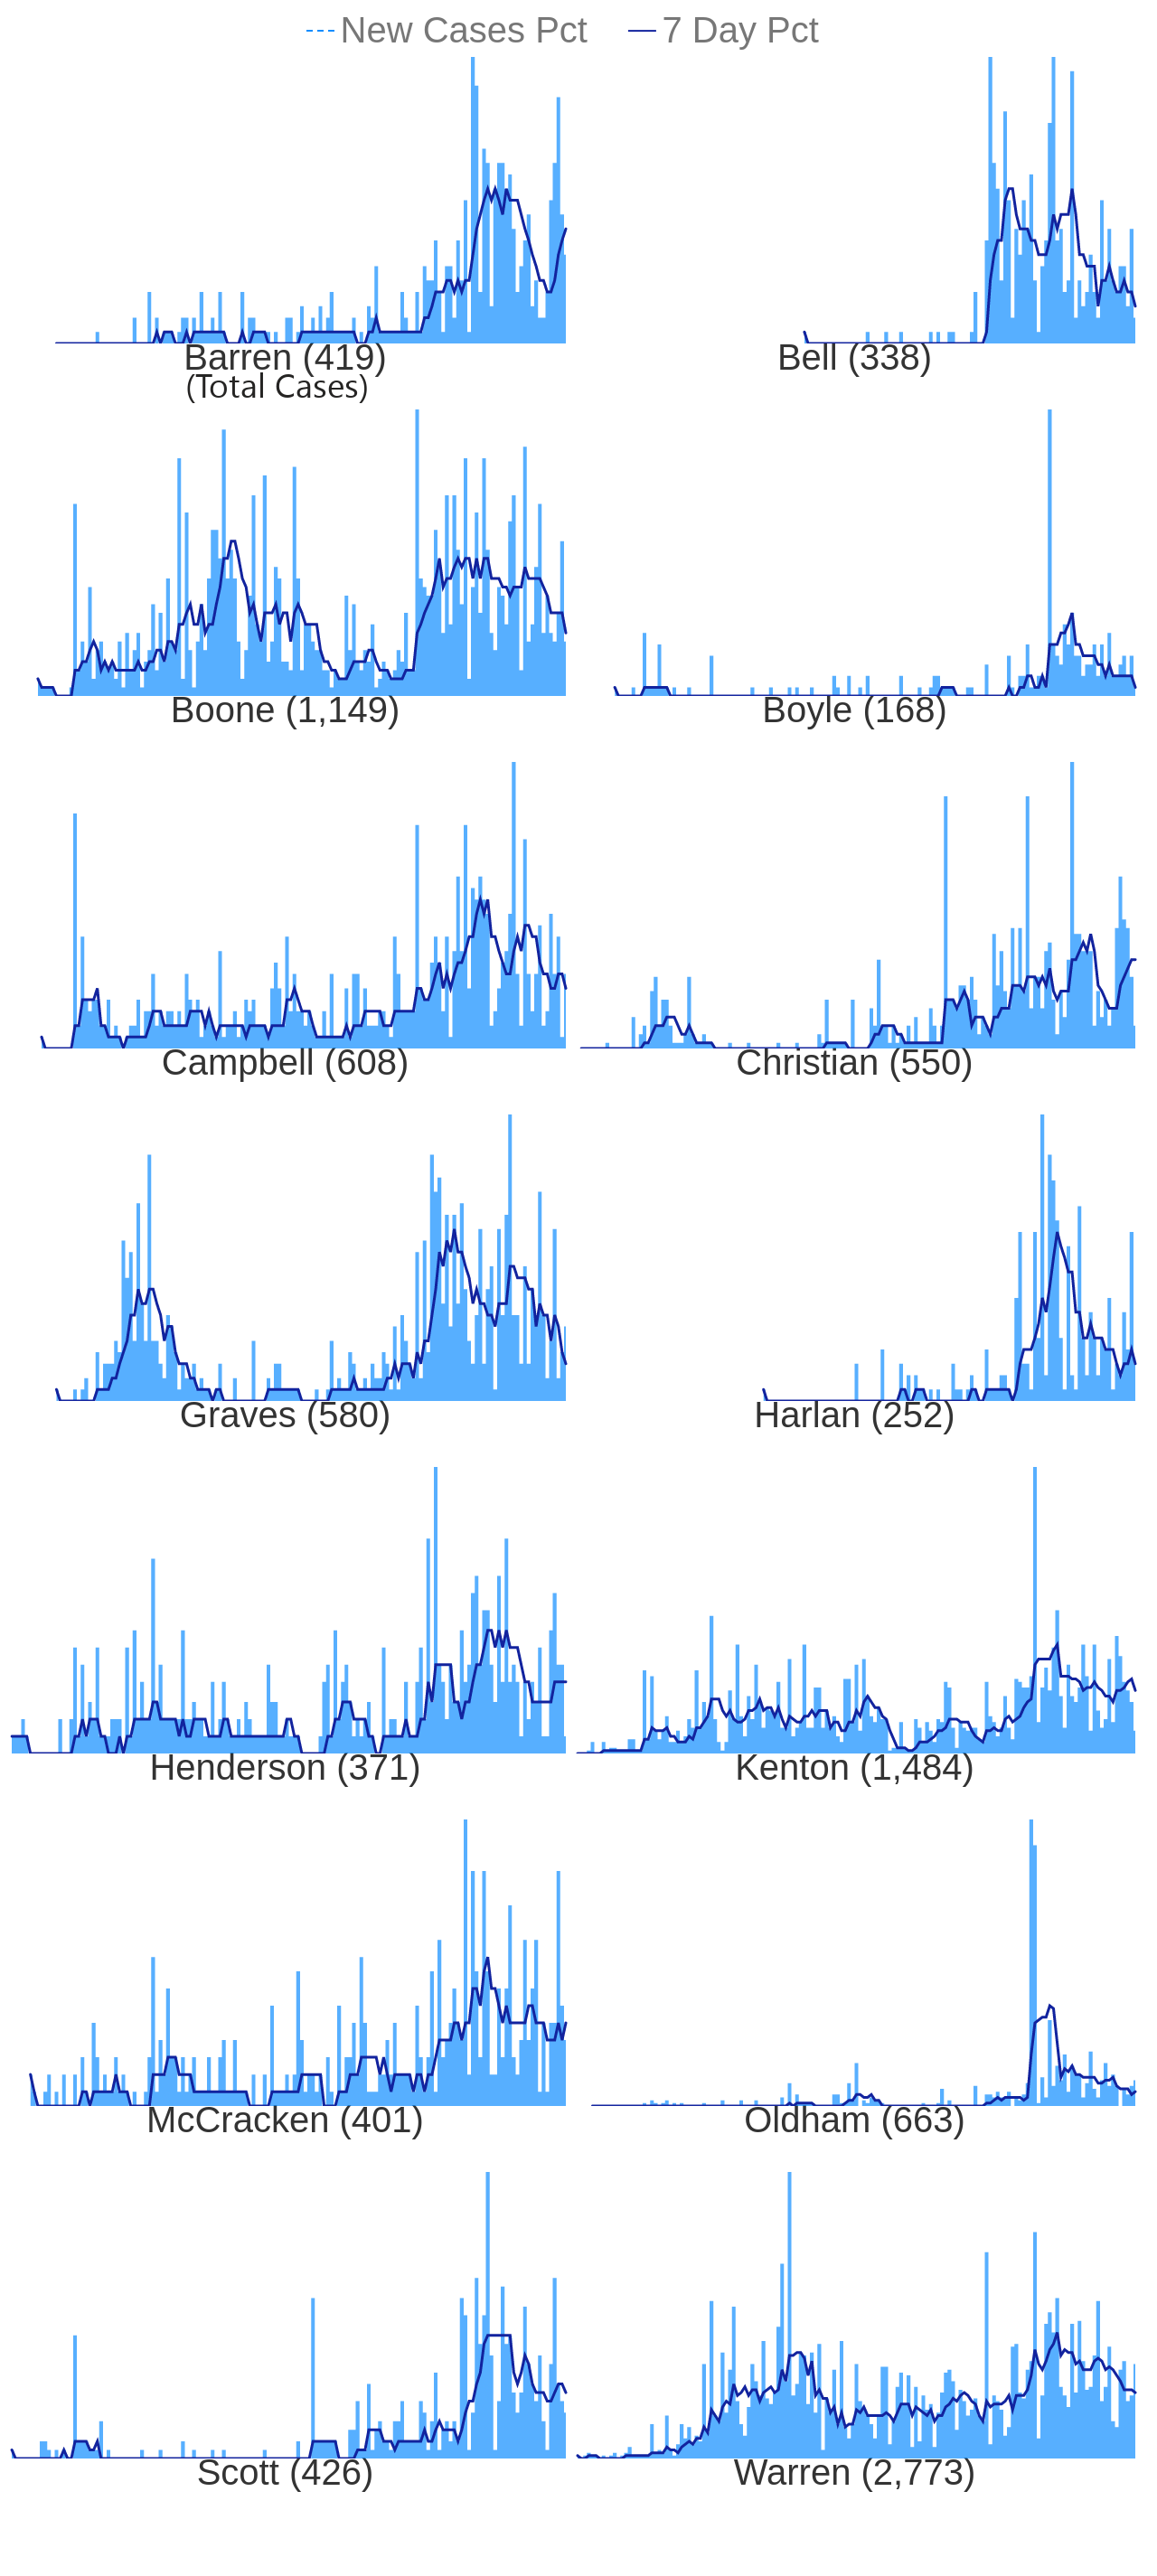 New Cases Pct 7 Day Pct
Barren (419) Bell (338)
(Total Cases)
Boone (1,149) Boyle (168)
Campbell (608) Christian (550)
Graves (580) Harlan (252)
Henderson (371) Kenton (1,484)
McCracken (401) Oldham (663)
Scott (426) Warren (2,773)